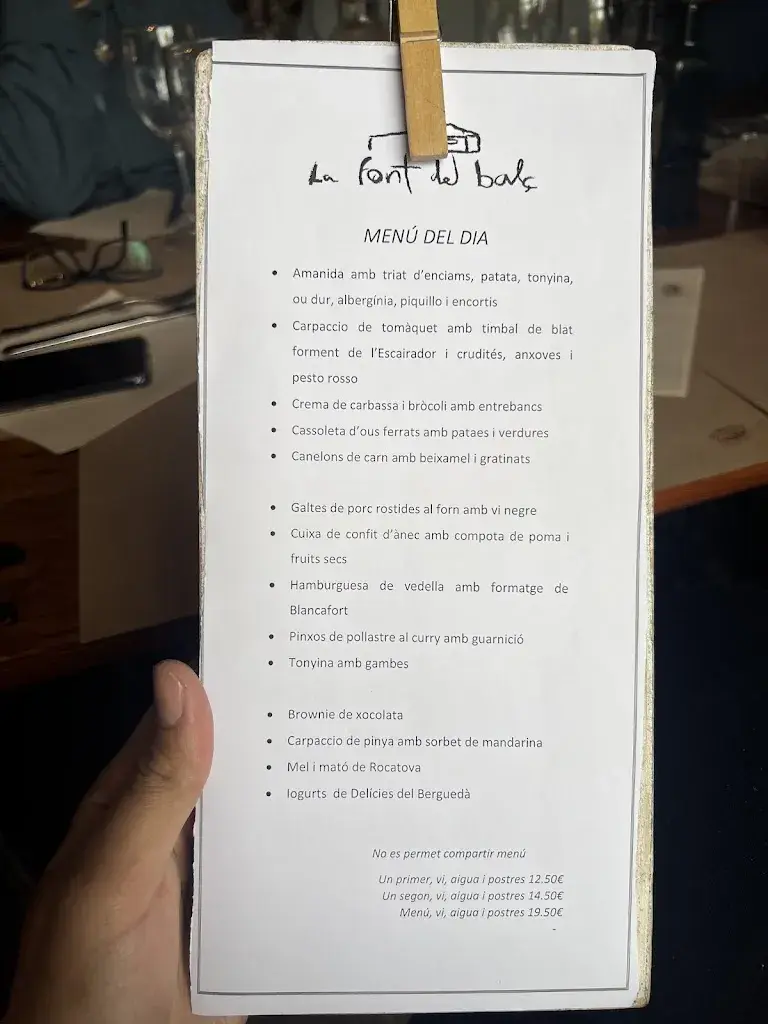 La Font del balç
MENÚ DEL DIA
• Amanida amb triat d'enciams, patata, tonyina,
ou dur, albergínia, piquillo i encortis
• Carpaccio de tomàquet amb timbal de blat
forment de l'Escairador i crudités, anxoves i
pesto rosso
• Crema de carbassa i bròcoli amb entrebancs
• Cassoleta d'ous ferrats amb pataes i verdures
• Canelons de carn amb beixamel i gratinats
• Galtes de porc rostides al forn amb vi negre
• Cuixa de confit d'ànec amb compota de poma i
fruits secs
• Hamburguesa de vedella amb formatge de
Blancafort
• Pinxos de pollastre al curry amb guarnició
• Tonyina amb gambes
• Brownie de xocolata
• Carpaccio de pinya amb sorbet de mandarina
• Mel i mató de Rocatova
• Iogurts de Delícies del Berguedà
No es permet compartir menú
Un primer, vi, aigua i postres 12.50€
Un segon, vi, aigua i postres 14.50€
Menú, vi, aigua i postres 19.50€